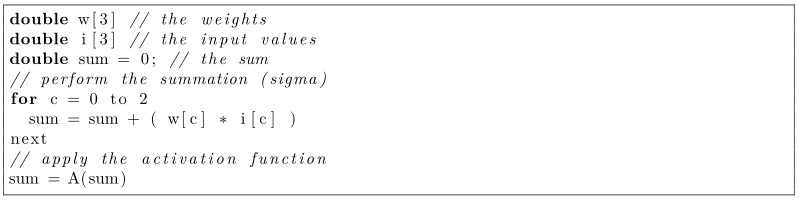 double w[3] // the weights
double i[3] // the input values
double sum = 0; // the sum
// perform the summation (sigma)
for c = 0 to 2
  sum = sum + ( w[c] * i[c] )
next
// apply the activation function
sum = A(sum)